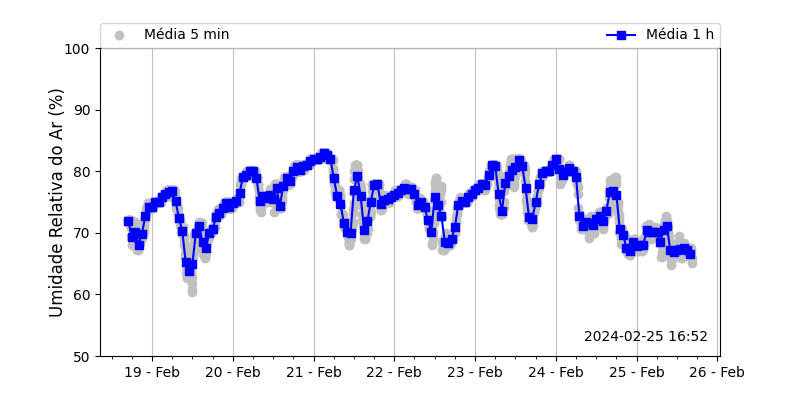 Média 5 min Média 1 h
Umidade Relativa do Ar (%)
100
90
80
70
60
50
2024-02-25 16:52
19 - Feb 20 - Feb 21 - Feb 22 - Feb 23 - Feb 24 - Feb 25 - Feb 26 - Feb